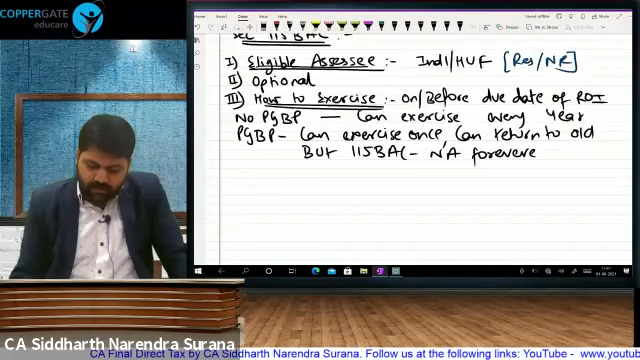 COPPERGATE
educare
Sec 115BAC :-
I) Eligible Assessee :- Indl/HUF [Res/NR]
II) Optional
III) How to exercise :- On/Before due date of ROI
No PGBP — Can exercise every year
PGBP - Can exercise once, Can return to old
BUT 115BAC - N'A forevere
CA Siddharth Narendra Surana
CA Final Direct Tax by CA Siddharth Narendra Surana. Follow us at the following links: YouTube - www.youtu